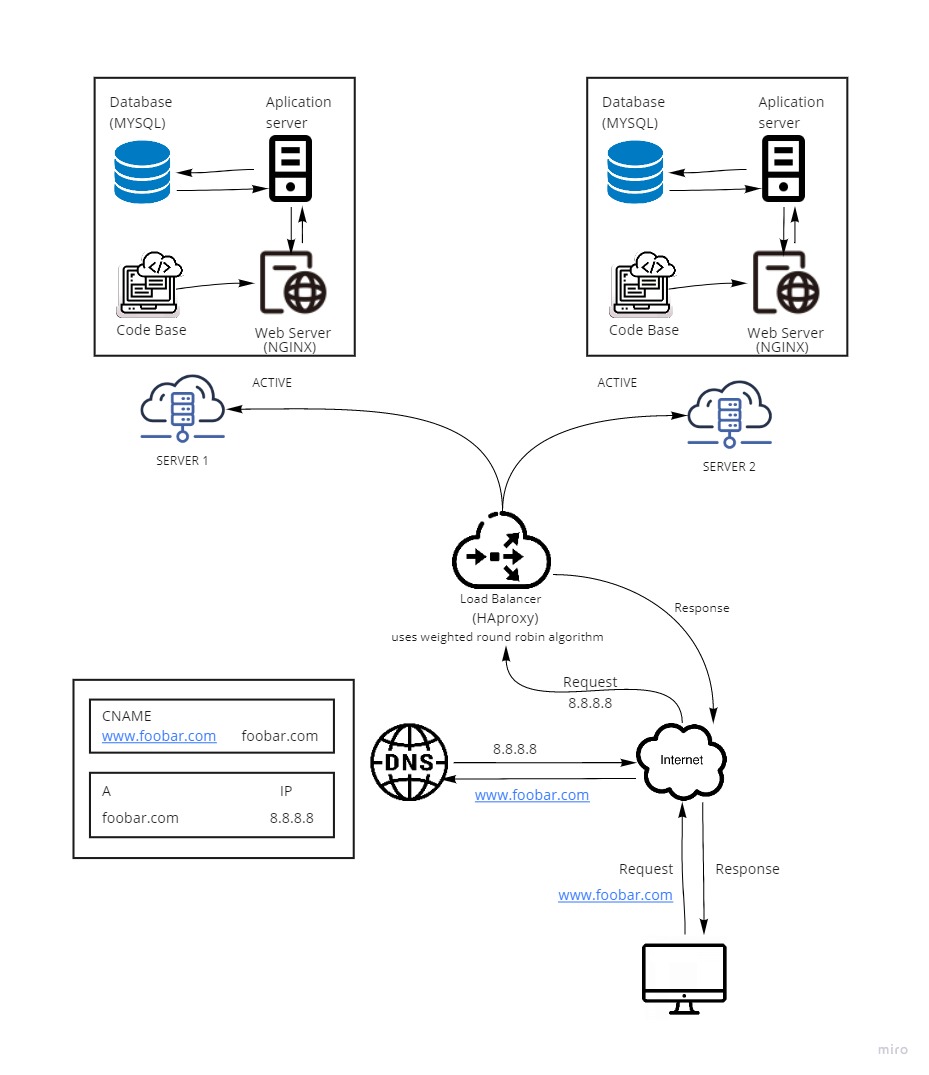 Database
(MYSQL)
Aplication
server
Code Base
Web Server
(NGINX)
Database
(MYSQL)
Aplication
server
Code Base
Web Server
(NGINX)
ACTIVE
ACTIVE
SERVER 1
SERVER 2
Load Balancer
(HAproxy)
uses weighted round robin algorithm
Response
Request
8.8.8.8
CNAME
www.foobar.com foobar.com
A IP
foobar.com 8.8.8.8
DNS
8.8.8.8
www.foobar.com
Internet
Request
www.foobar.com
Response
miro